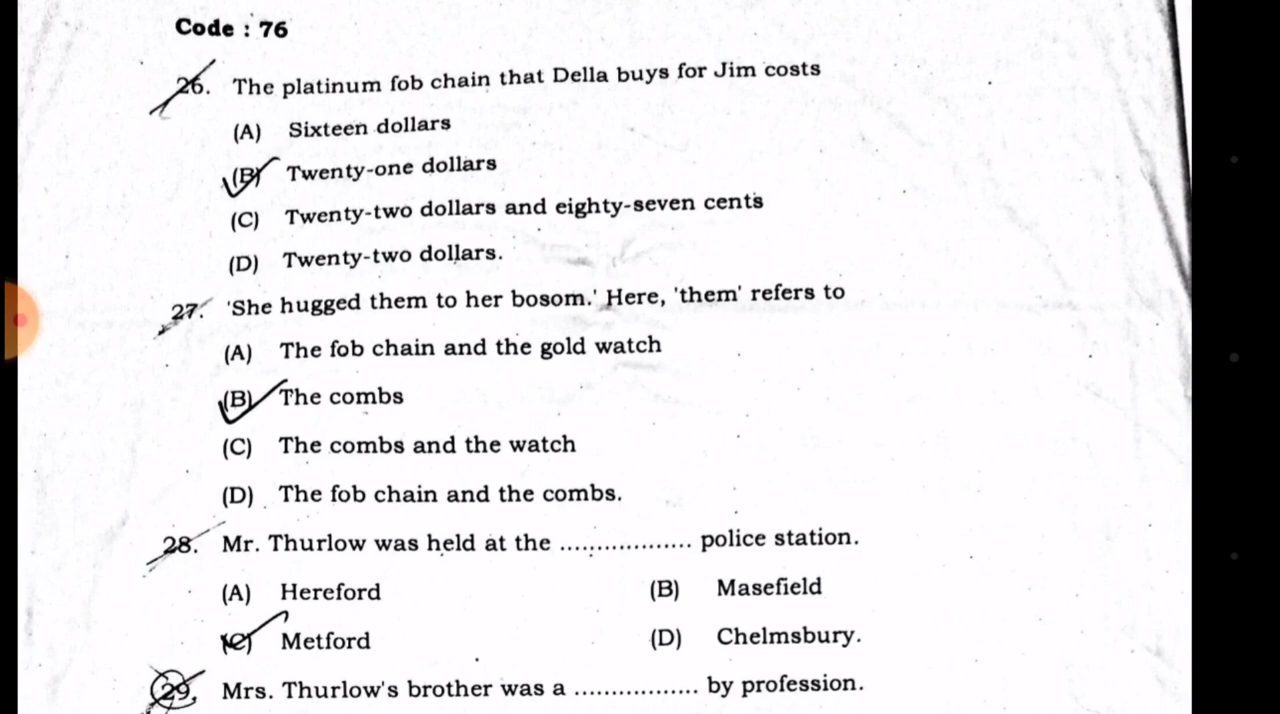 Code : 76
26. The platinum fob chain that Della buys for Jim costs
(A) Sixteen dollars
(B) Twenty-one dollars
(C) Twenty-two dollars and eighty-seven cents
(D) Twenty-two dollars.
27. 'She hugged them to her bosom.' Here, 'them' refers to
(A) The fob chain and the gold watch
(B) The combs
(C) The combs and the watch
(D) The fob chain and the combs.
28. Mr. Thurlow was held at the .................. police station.
(A) Hereford (B) Masefield
(C) Metford (D) Chelmsbury.
29. Mrs. Thurlow's brother was a ................. by profession.